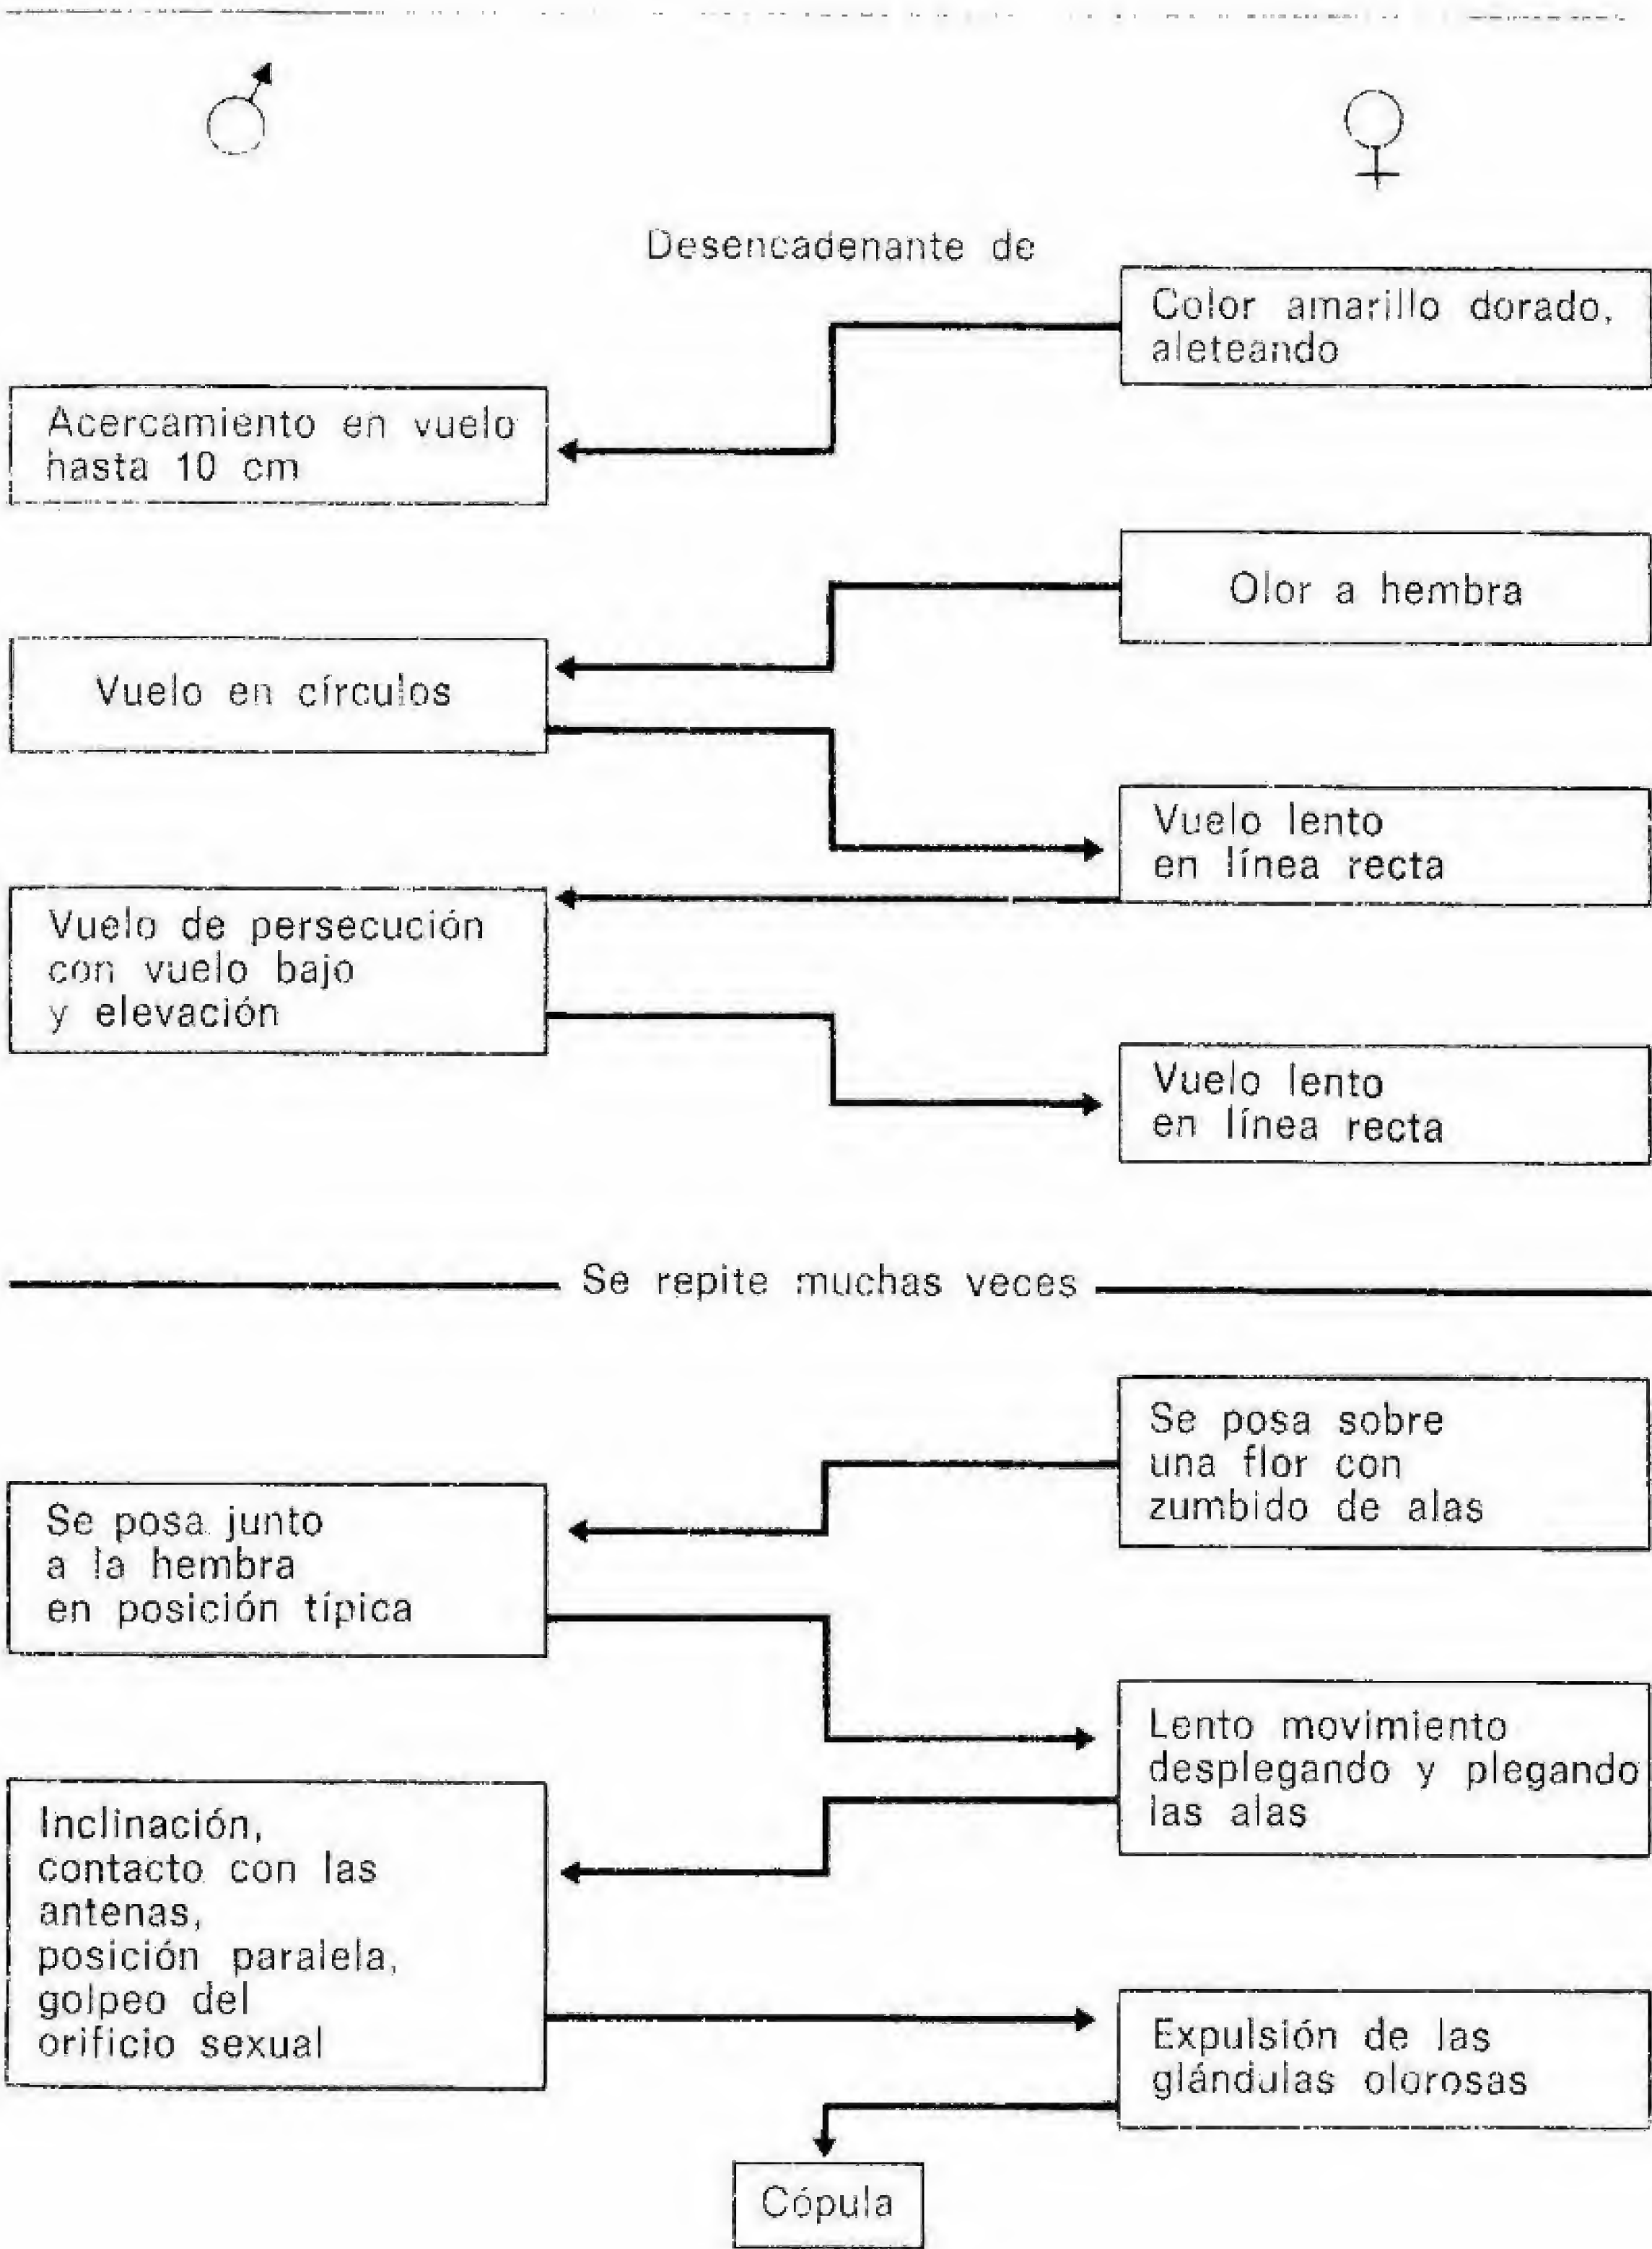 Desencadenante de
Color amarillo dorado,
aleteando
Acercamiento en vuelo
hasta 10 cm
Olor a hembra
Vuelo en círculos
Vuelo lento
en línea recta
Vuelo de persecución
con vuelo bajo
y elevación
Vuelo lento
en línea recta
Se repite muchas veces
Se posa sobre
una flor con
zumbido de alas
Se posa junto
a la hembra
en posición típica
Lento movimiento
desplegando y plegando
las alas
Inclinación,
contacto con las
antenas,
posición paralela,
golpeo del
orificio sexual
Expulsión de las
glándulas olorosas
Cópula